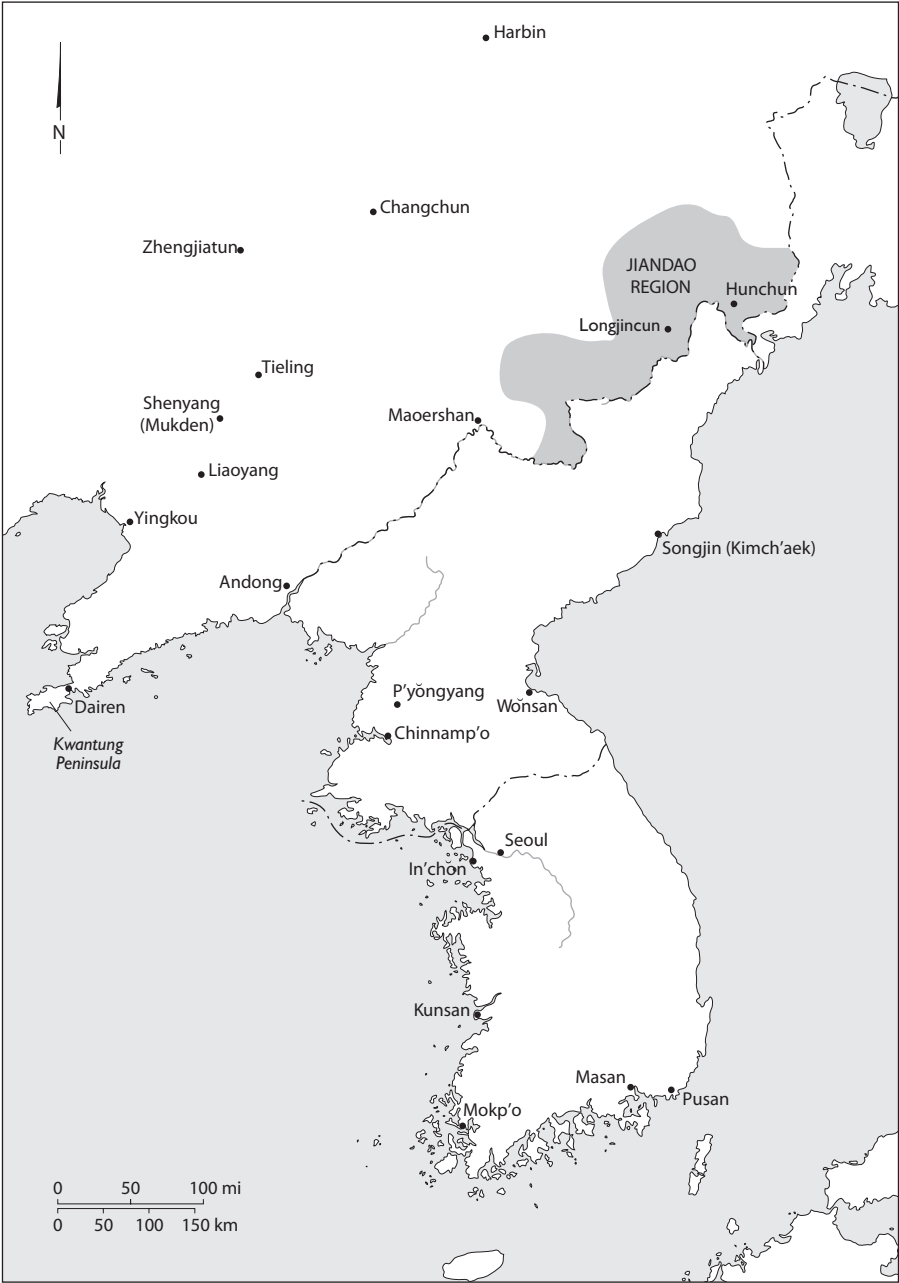 Harbin
N
Changchun
Zhengjiatun
JIANDAO
REGION
Hunchun
Longjincun
Tieling
Shenyang
(Mukden)
Maoershan
Liaoyang
Yingkou
Songjin (Kimch’aek)
Andong
P’yŏngyang
Wŏnsan
Dairen
Chinnamp’o
Kwantung
Peninsula
Seoul
In’chŏn
Kunsan
Masan
Pusan
Mokp’o
0 50 100 mi
0 50 100 150 km